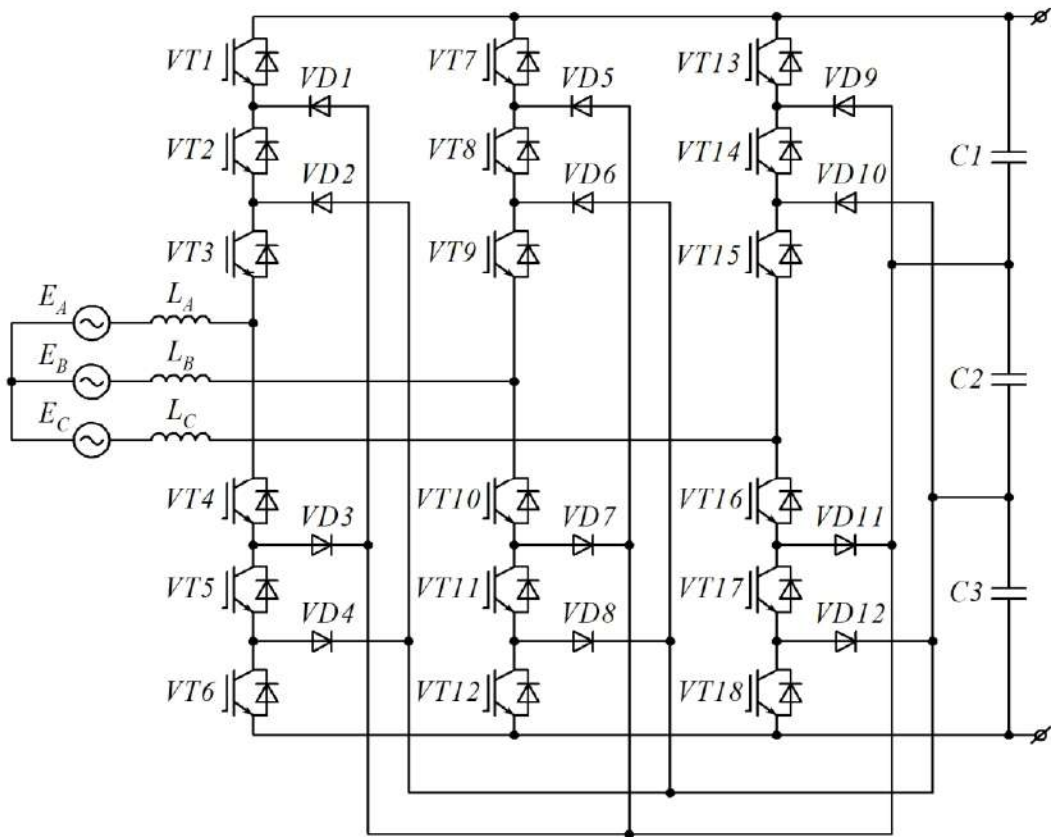 VT1
VD1
VT7
VD5
VT13
VD9
VT2
VD2
VT8
VD6
VT14
VD10
C1
VT3
VT9
VT15
E_A
L_A
E_B
L_B
C2
E_C
L_C
VT4
VD3
VT10
VD7
VT16
VD11
VT5
VD4
VT11
VD8
VT17
VD12
C3
VT6
VT12
VT18